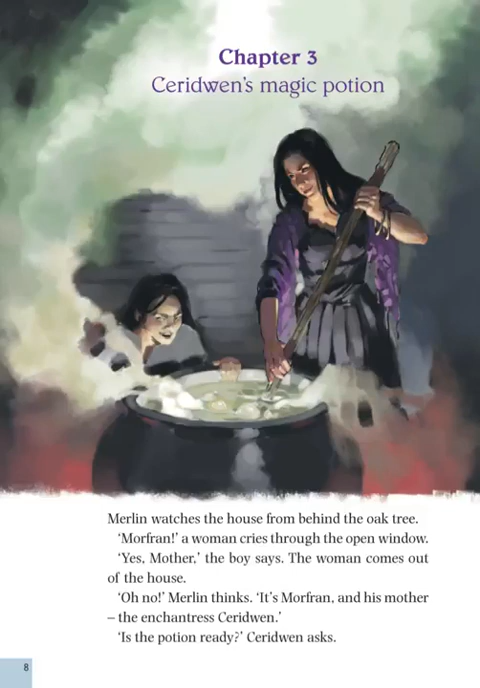 Chapter 3
Ceridwen's magic potion
Merlin watches the house from behind the oak tree.
‘Morfran!’ a woman cries through the open window.
‘Yes, Mother,’ the boy says. The woman comes out
of the house.
‘Oh no!’ Merlin thinks. ‘It’s Morfran, and his mother
– the enchantress Ceridwen.’
‘Is the potion ready?’ Ceridwen asks.
8